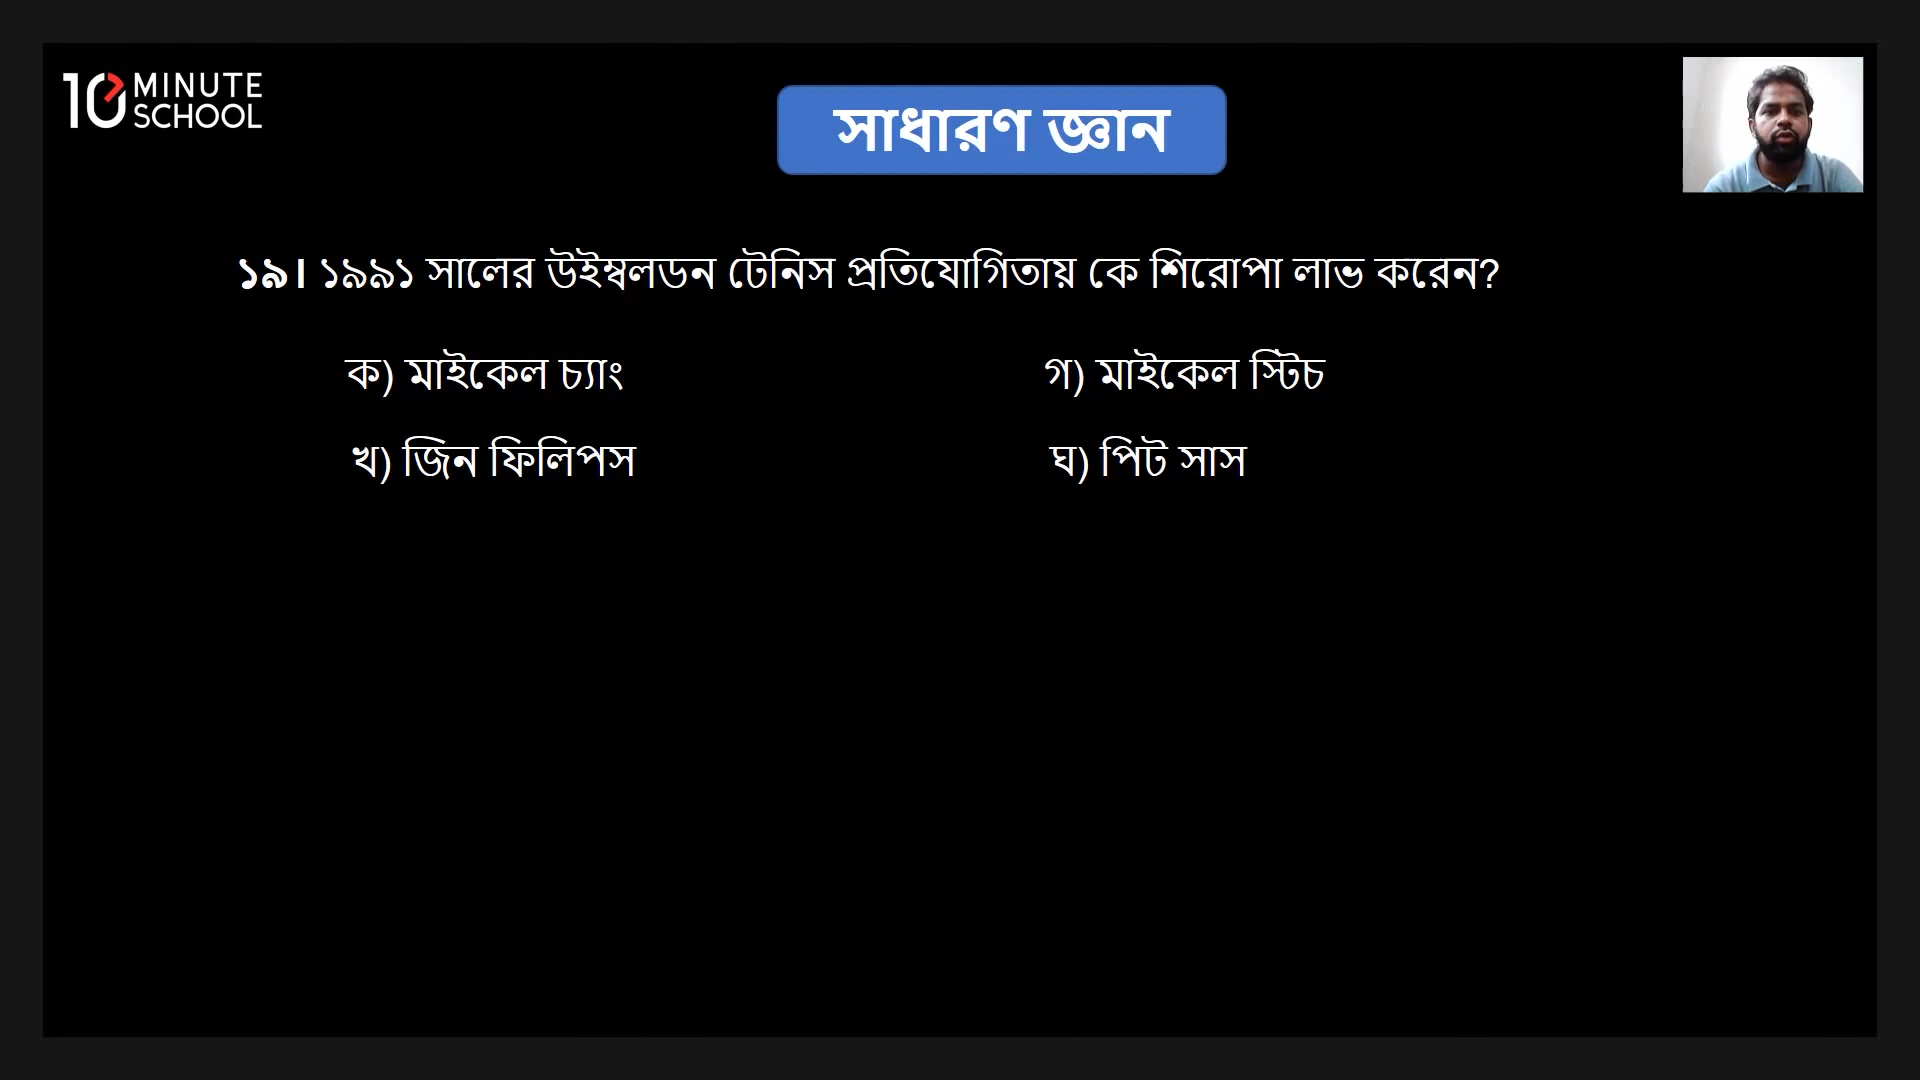 10 MINUTE SCHOOL
সাধারণ জ্ঞান
১৯। ১৯৯১ সালের উইম্বলডন টেনিস প্রতিযোগিতায় কে শিরোপা লাভ করেন?
ক) মাইকেল চ্যাং
গ) মাইকেল স্টিচ
খ) জিন ফিলিপস
ঘ) পিট সাস